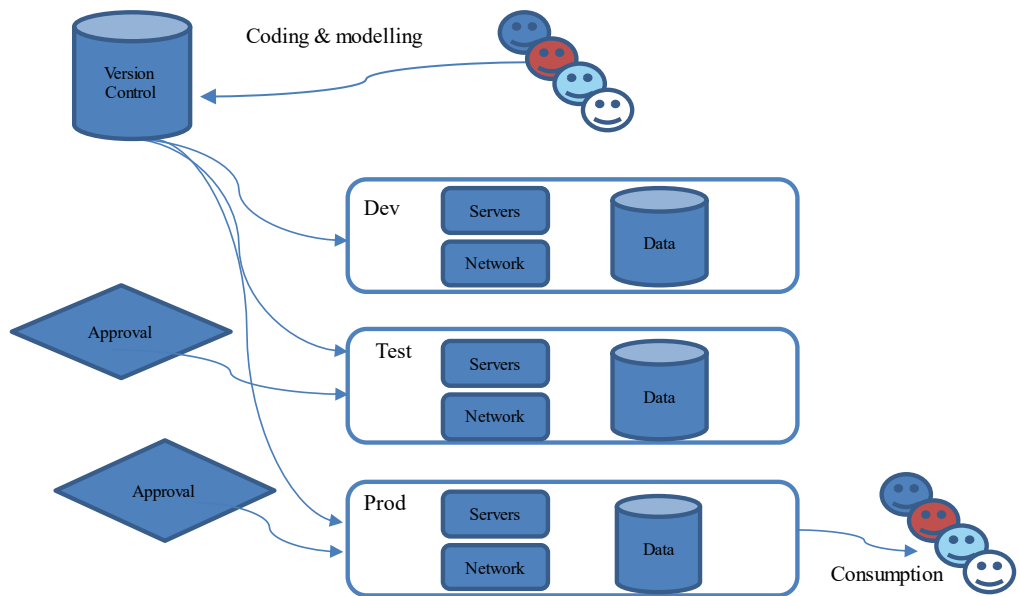 Coding & modelling
Version
Control
Dev
Servers
Network
Data
Approval
Test
Servers
Network
Data
Approval
Prod
Servers
Network
Data
Consumption